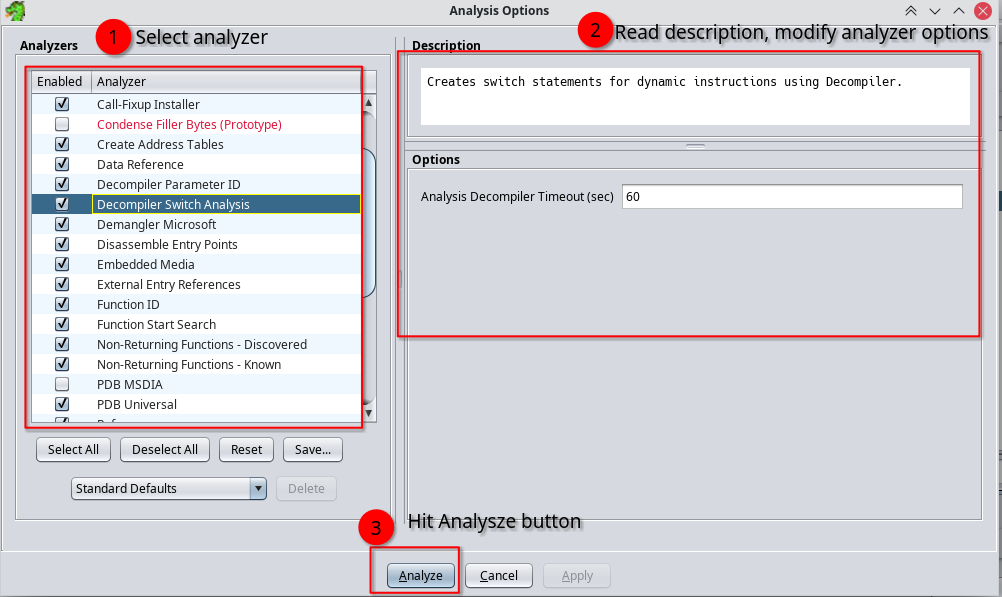 Analysis Options
1 Select analyzer
2 Read description, modify analyzer options
Analyzers
Enabled Analyzer
Call-Fixup Installer
Condense Filler Bytes (Prototype)
Create Address Tables
Data Reference
Decompiler Parameter ID
Decompiler Switch Analysis
Demangler Microsoft
Disassemble Entry Points
Embedded Media
External Entry References
Function ID
Function Start Search
Non-Returning Functions - Discovered
Non-Returning Functions - Known
PDB MSDIA
PDB Universal
Select All Deselect All Reset Save...
Standard Defaults Delete
Description
Creates switch statements for dynamic instructions using Decompiler.
Options
Analysis Decompiler Timeout (sec) 60
3 Hit Analysze button
Analyze Cancel Apply